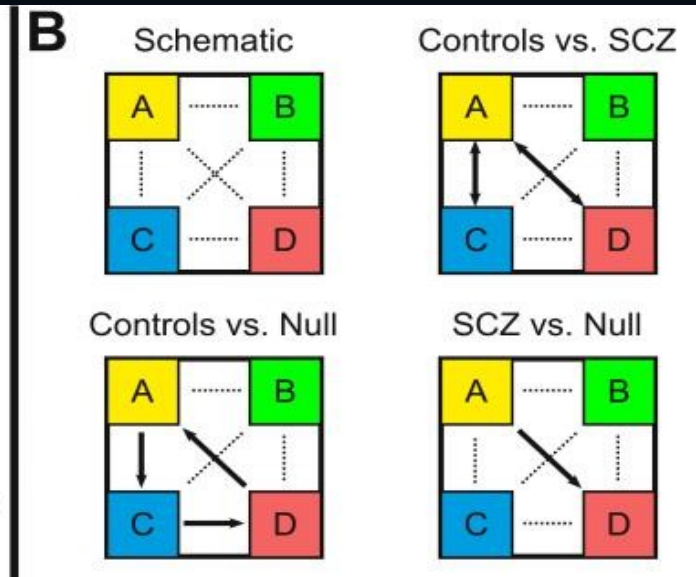 B
Schematic
A B
C D
Controls vs. SCZ
A B
C D
Controls vs. Null
A B
C D
SCZ vs. Null
A B
C D